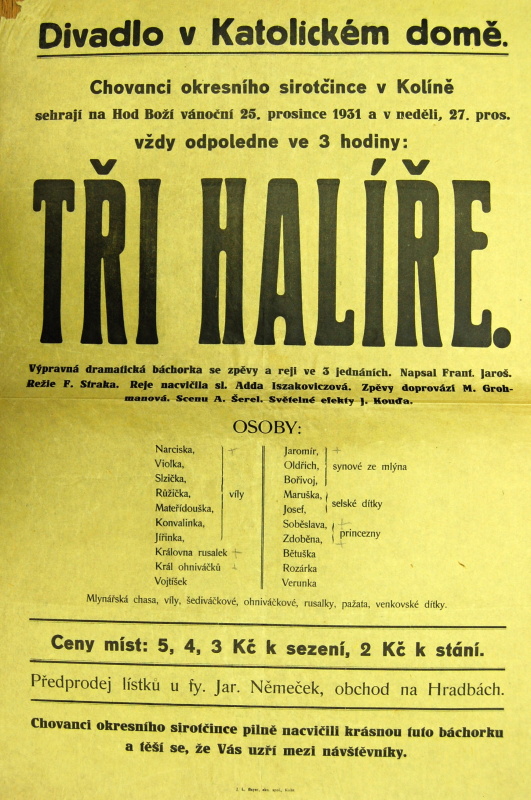 Divadlo v Katolickém domě.
Chovanci okresního sirotčince v Kolíně
sehrají na Hod Boží vánoční 25. prosince 1931 a v neděli, 27. pros.
vždy odpoledne ve 3 hodiny:
TŘI HALÍŘE.
Výpravná dramatická báchorka se zpěvy a reji ve 3 jednáních. Napsal Frant. Jaroš.
Režie F. Straka. Reje nacvičila sl. Adda Iszakoviczová. Zpěvy doprovází M. Groh-
manová. Scenu A. Šerel. Světelné efekty J. Kouďa.
OSOBY:
Narciska,
Violka,
Slzička,
Růžička,
Mateřídouška,
Konvalinka,
Jiřinka,
víly
Královna rusalek
Král ohniváčků
Vojtíšek
Jaromír,
Oldřich,
Bořivoj,
synové ze mlýna
Maruška,
Josef,
selské dítky
Soběslava,
Zdoběna,
princezny
Bětuška
Rozárka
Verunka
Mlynářská chasa, víly, šediváčkové, ohniváčkové, rusalky, pažata, venkovské dítky.
Ceny míst: 5, 4, 3 Kč k sezení, 2 Kč k stání.
Předprodej lístků u fy. Jar. Němeček, obchod na Hradbách.
Chovanci okresního sirotčince pilně nacvičili krásnou tuto báchorku
a těší se, že Vás uzří mezi návštěvníky.